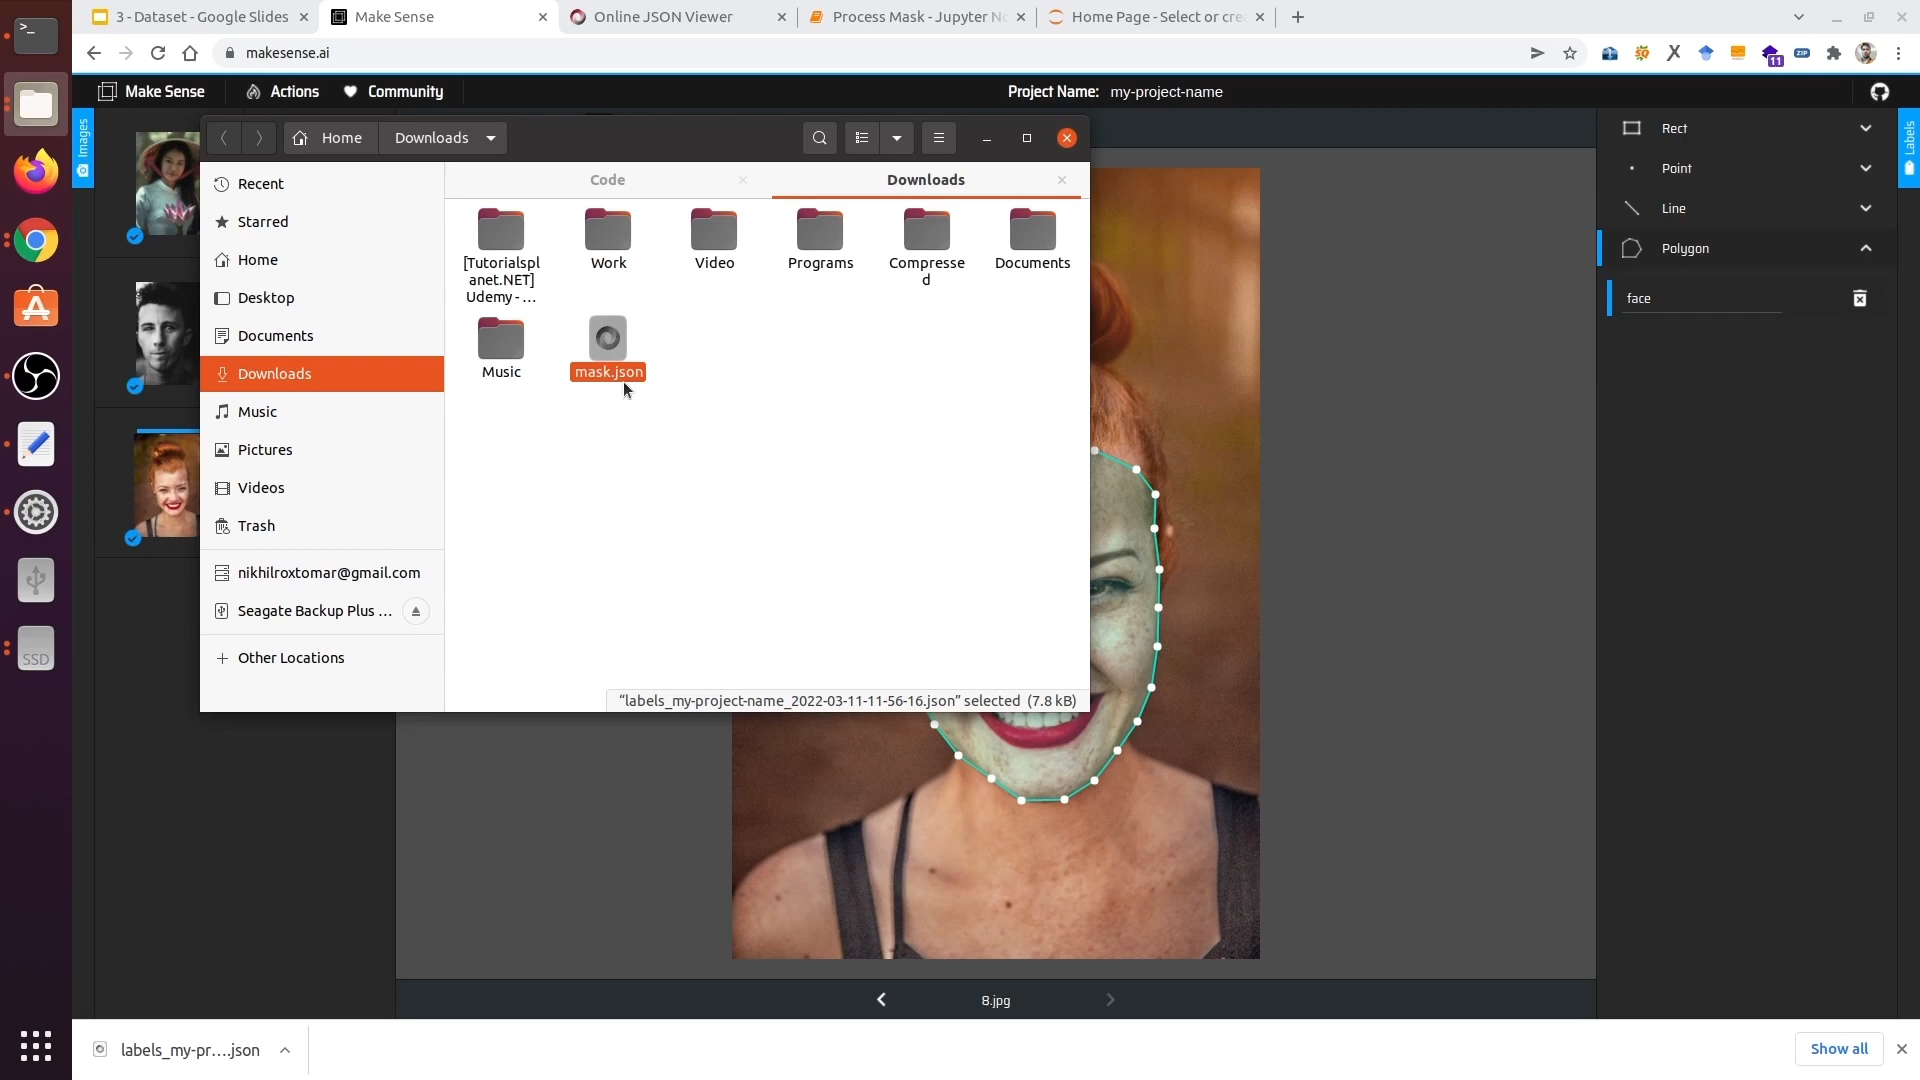 3 - Dataset - Google Slides
Make Sense
Online JSON Viewer
Process Mask - Jupyter No
Home Page - Select or cre
makesense.ai
11
ZIP
Make Sense
Actions
Community
Project Name: my-project-name
Images
Labels
Home
Downloads
Recent
Starred
Home
Desktop
Documents
Downloads
Music
Pictures
Videos
Trash
nikhilroxtomar@gmail.com
Seagate Backup Plus ...
Other Locations
Code
Downloads
[Tutorialspl
anet.NET]
Udemy - ...
Work
Video
Programs
Compresse
d
Documents
Music
mask.json
“labels_my-project-name_2022-03-11-11-56-16.json” selected (7.8 kB)
Rect
Point
Line
Polygon
face
8.jpg
SSD
labels_my-pr....json
Show all